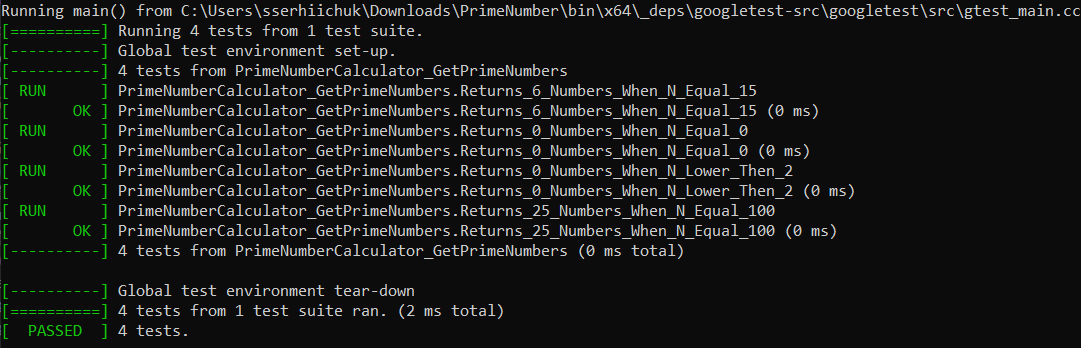 Running main() from C:\Users\sserhiichuk\Downloads\PrimeNumber\bin\x64\_deps\googletest-src\googletest\src\gtest_main.cc
[==========] Running 4 tests from 1 test suite.
[----------] Global test environment set-up.
[----------] 4 tests from PrimeNumberCalculator_GetPrimeNumbers
[ RUN      ] PrimeNumberCalculator_GetPrimeNumbers.Returns_6_Numbers_When_N_Equal_15
[       OK ] PrimeNumberCalculator_GetPrimeNumbers.Returns_6_Numbers_When_N_Equal_15 (0 ms)
[ RUN      ] PrimeNumberCalculator_GetPrimeNumbers.Returns_0_Numbers_When_N_Equal_0
[       OK ] PrimeNumberCalculator_GetPrimeNumbers.Returns_0_Numbers_When_N_Equal_0 (0 ms)
[ RUN      ] PrimeNumberCalculator_GetPrimeNumbers.Returns_0_Numbers_When_N_Lower_Then_2
[       OK ] PrimeNumberCalculator_GetPrimeNumbers.Returns_0_Numbers_When_N_Lower_Then_2 (0 ms)
[ RUN      ] PrimeNumberCalculator_GetPrimeNumbers.Returns_25_Numbers_When_N_Equal_100
[       OK ] PrimeNumberCalculator_GetPrimeNumbers.Returns_25_Numbers_When_N_Equal_100 (0 ms)
[----------] 4 tests from PrimeNumberCalculator_GetPrimeNumbers (0 ms total)
[----------] Global test environment tear-down
[==========] 4 tests from 1 test suite ran. (2 ms total)
[  PASSED  ] 4 tests.